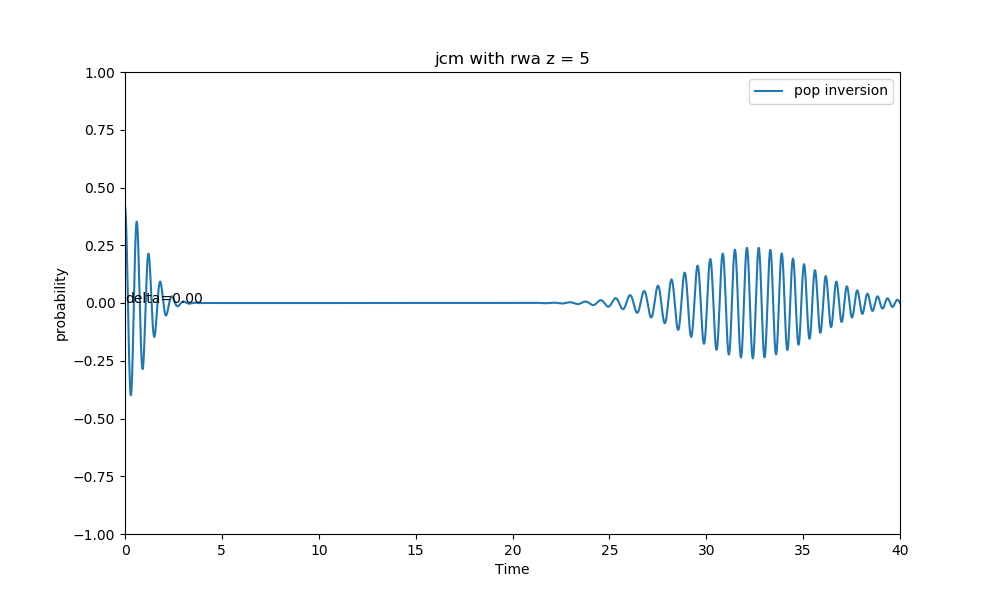 jcm with rwa z = 5
pop inversion
1.00
0.75
0.50
0.25
0.00
−0.25
−0.50
−0.75
−1.00
probability
delta=0.00
0 5 10 15 20 25 30 35 40
Time